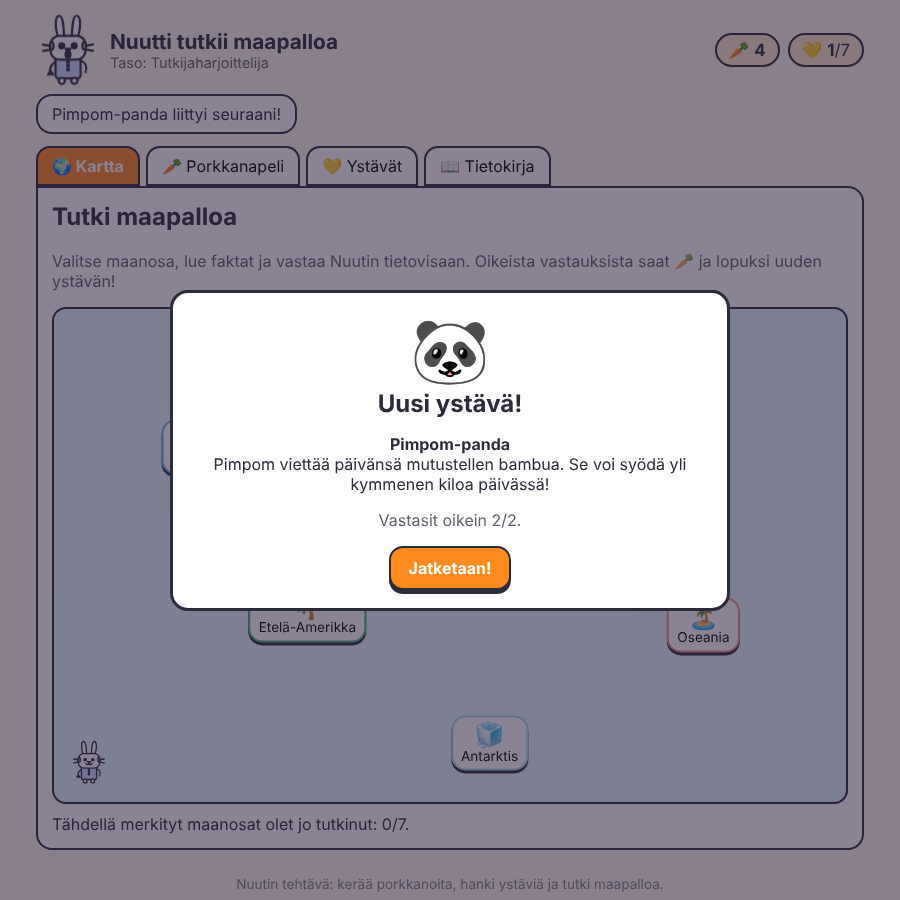 Nuutti tutkii maapalloa
Taso: Tutkijaharjoittelija
🥕 4
💛 1/7
Pimpom-panda liittyi seuraani!
🌍 Kartta
🥕 Porkkanapeli
💛 Ystävät
📖 Tietokirja
Tutki maapalloa
Valitse maanosa, lue faktat ja vastaa Nuutin tietovisaan. Oikeista vastauksista saat 🥕 ja lopuksi uuden
ystävän!
Uusi ystävä!
Pimpom-panda
Pimpom viettää päivänsä mutustellen bambua. Se voi syödä yli
kymmenen kiloa päivässä!
Vastasit oikein 2/2.
Jatketaan!
Etelä-Amerikka
Oseania
Antarktis
Tähdellä merkityt maanosat olet jo tutkinut: 0/7.
Nuutin tehtävä: kerää porkkanoita, hanki ystäviä ja tutki maapalloa.